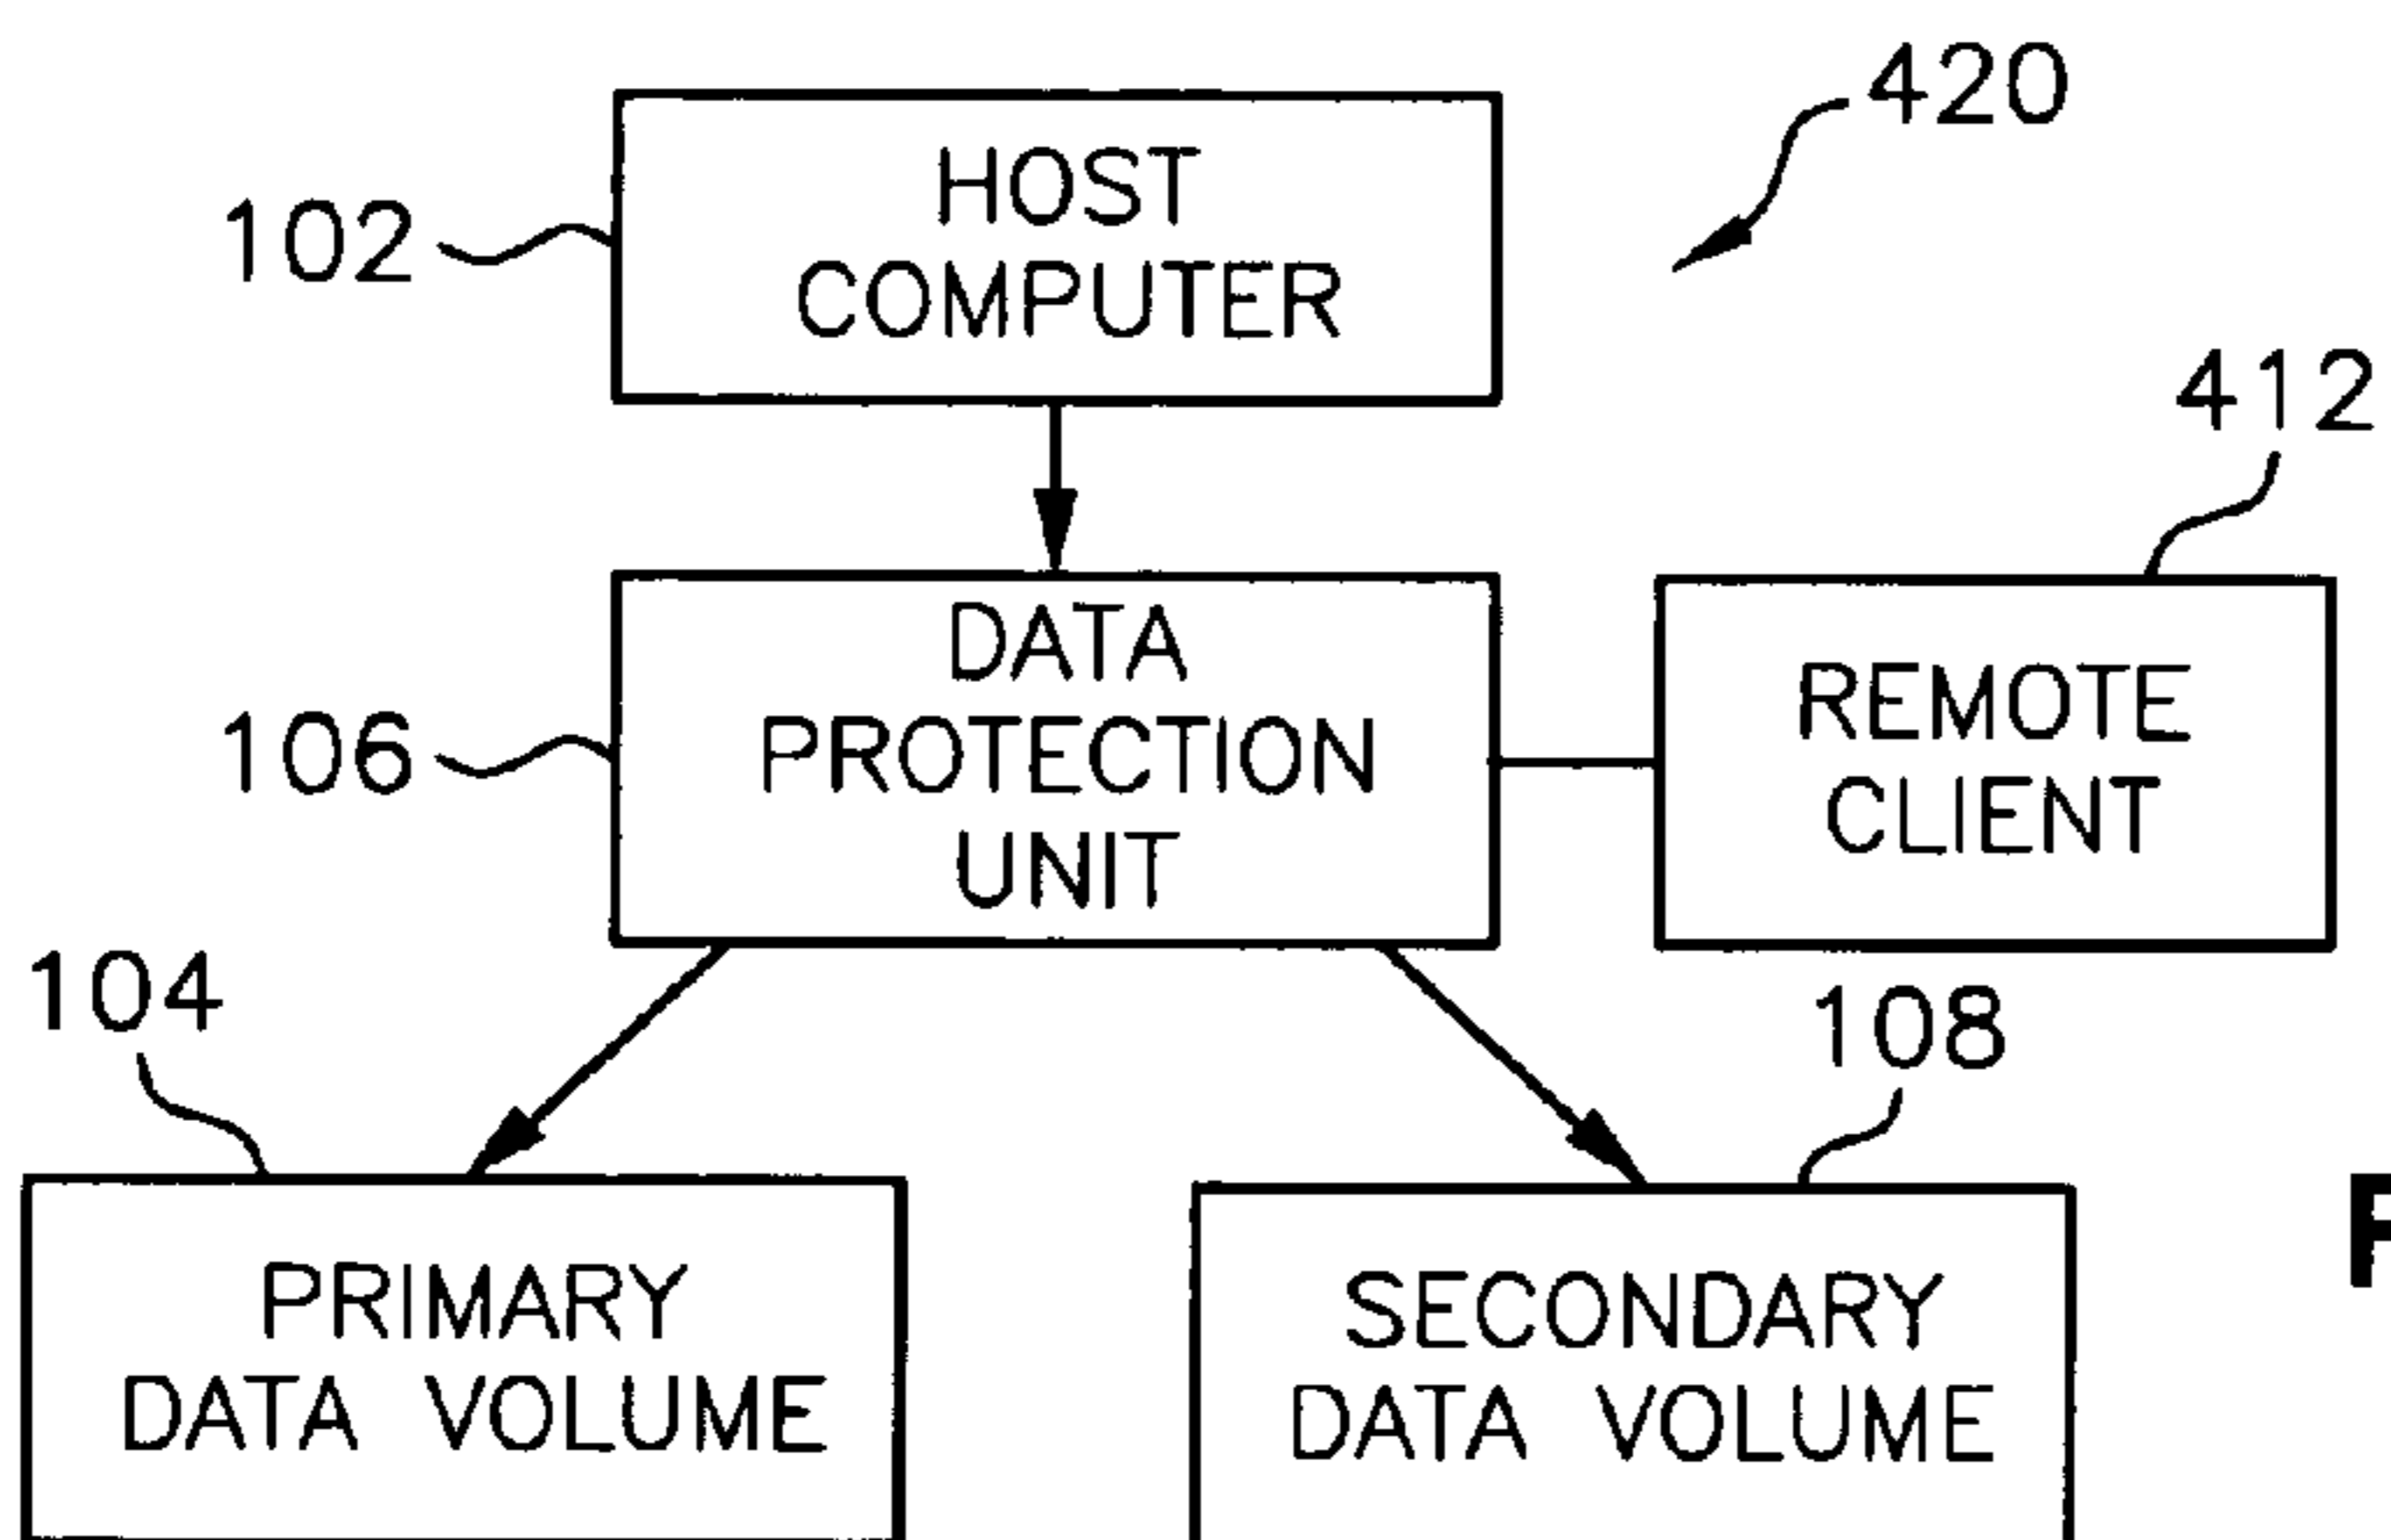 420
HOST
COMPUTER
102
412
DATA
PROTECTION
UNIT
106
REMOTE
CLIENT
104
108
PRIMARY
DATA VOLUME
SECONDARY
DATA VOLUME